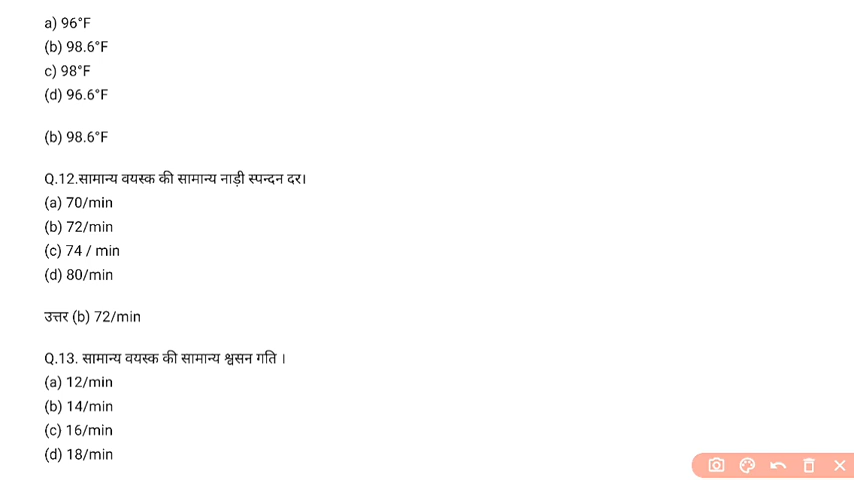 a) 96°F
(b) 98.6°F
c) 98°F
(d) 96.6°F
(b) 98.6°F
Q.12.सामान्य वयस्क की सामान्य नाड़ी स्पन्दन दर।
(a) 70/min
(b) 72/min
(c) 74 / min
(d) 80/min
उत्तर (b) 72/min
Q.13. सामान्य वयस्क की सामान्य श्वसन गति ।
(a) 12/min
(b) 14/min
(c) 16/min
(d) 18/min